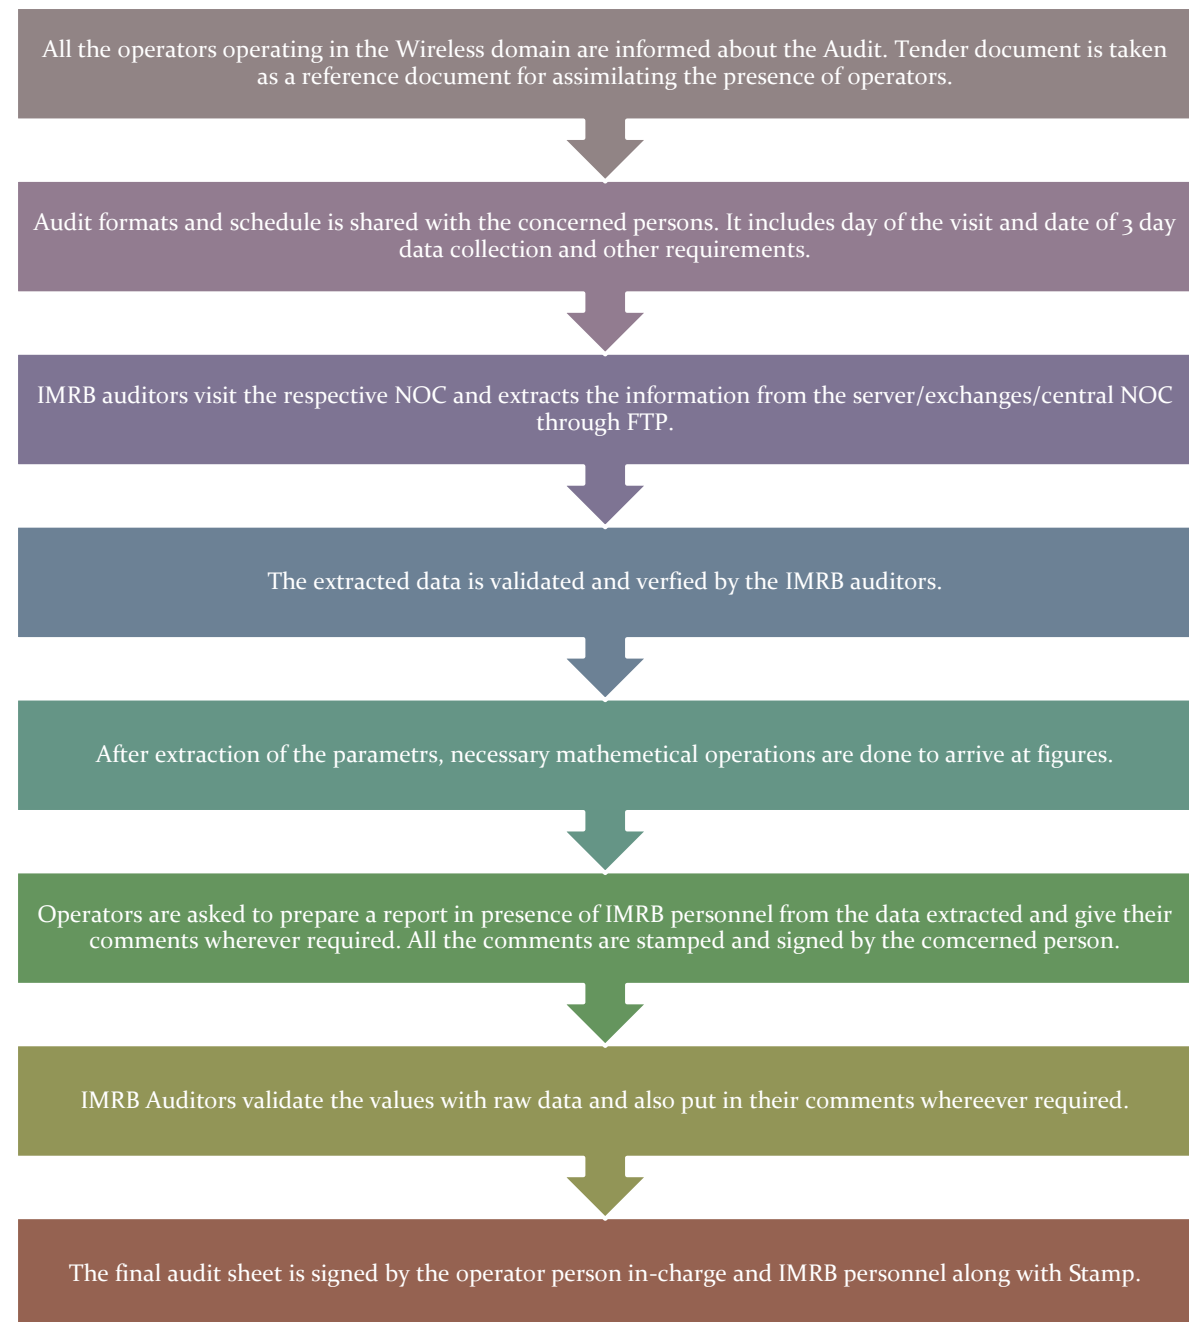 All the operators operating in the Wireless domain are informed about the Audit. Tender document is taken
as a reference document for assimilating the presence of operators.
Audit formats and schedule is shared with the concerned persons. It includes day of the visit and date of 3 day
data collection and other requirements.
IMRB auditors visit the respective NOC and extracts the information from the server/exchanges/central NOC
through FTP.
The extracted data is validated and verfied by the IMRB auditors.
After extraction of the parametrs, necessary mathemetical operations are done to arrive at figures.
Operators are asked to prepare a report in presence of IMRB personnel from the data extracted and give their
comments wherever required. All the comments are stamped and signed by the comcerned person.
IMRB Auditors validate the values with raw data and also put in their comments whereever required.
The final audit sheet is signed by the operator person in-charge and IMRB personnel along with Stamp.